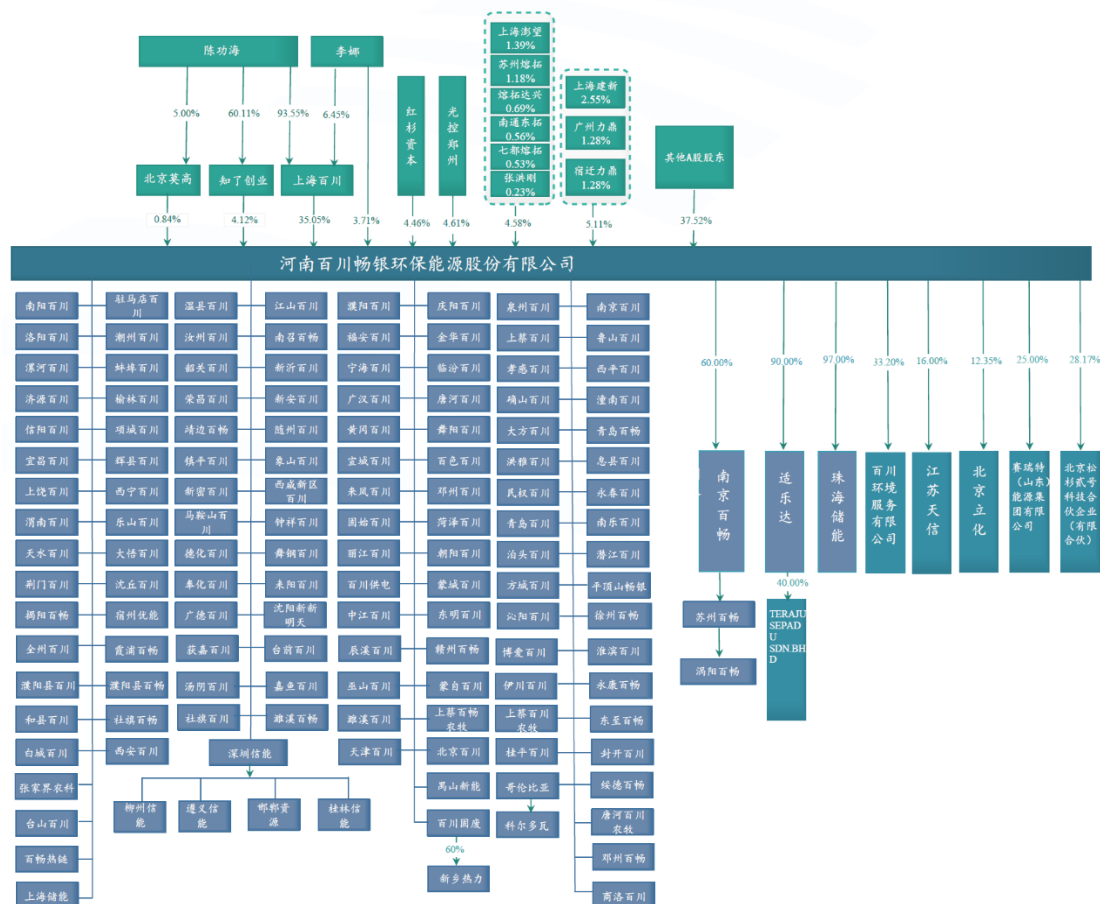 陈功海
李娜
上海澎望
1.39%
苏州熔拓
1.18%
熔拓达兴
0.69%
南通东拓
0.56%
七都熔拓
0.53%
张洪刚
0.23%
上海建新
2.55%
广州力鼎
1.28%
宿迁力鼎
1.28%
红杉资本
光控郑州
其他A股股东
5.00%
60.11%
93.55%
6.45%
北京莫高
知了创业
上海百川
0.84%
4.12%
35.05%
3.71%
4.46%
4.61%
4.58%
5.11%
37.52%
河南百川畅银环保能源股份有限公司
南阳百川
洛阳百川
漯河百川
济源百川
信阳百川
宜昌百川
上饶百川
渭南百川
天水百川
荆门百川
揭阳百畅
全州百川
濮阳县百川
和县百川
白城百川
张家界农科
台山百川
百畅热链
上海储能
驻马店百
川
潮州百川
蚌埠百川
榆林百川
项城百川
辉县百川
西宁百川
乐山百川
大悟百川
沈丘百川
宿州优能
霞浦百畅
濮阳县百畅
社旗百畅
西安百川
温县百川
汝州百川
韶关百川
荣昌百川
靖边百畅
镇平百川
新密百川
马鞍山百
川
德化百川
奉化百川
广德百川
获嘉百川
汤阴百川
社旗百川
江山百川
南召百畅
新沂百川
新安百川
随州百川
象山百川
西咸新区
百川
钟祥百川
舞钢百川
耒阳百川
沈阳新新
明天
台前百川
嘉鱼百川
濉溪百畅
深圳信能
柳州信
能
遵义信
能
邯郸资
源
桂林信
能
濮阳百川
福安百川
宁海百川
广汉百川
黄冈百川
宜城百川
来凤百川
固始百川
丽江百川
百川供电
中江百川
辰溪百川
巫山百川
濉溪百川
天津百川
庆阳百川
金华百川
临汾百川
唐河百川
舞阳百川
百色百川
邓州百川
菏泽百川
朝阳百川
蒙城百川
东明百川
赣州百畅
蒙自百川
上蔡百畅
农牧
北京百川
禹山新能
百川固废
60%
新乡热力
泉州百川
上蔡百川
孝感百川
确山百川
大方百川
洪雅百川
民权百川
青岛百川
泊头百川
方城百川
沁阳百川
博爱百川
伊川百川
上蔡百川
农牧
桂平百川
哥伦比亚
科尔多瓦
南京百川
鲁山百川
西平百川
潼南百川
青岛百畅
息县百川
永春百川
南乐百川
潜江百川
平顶山畅银
徐州百畅
淮滨百川
永康百畅
东至百畅
封开百川
绥德百畅
唐河百川
农牧
邓州百畅
商洛百川
60.00%
90.00%
97.00%
33.20%
16.00%
12.35%
25.00%
28.17%
南京百畅
适乐达
珠海储能
百川
环境
服务
有限
公司
江苏天信
北京立化
赛瑞特
（山东）
能源集
团有限
公司
北京松
杉贰号
科技合
伙企业
（有限
合伙）
40.00%
苏州百畅
涡阳百畅
TERAJU
SEPAD
U
SDN.BH
D